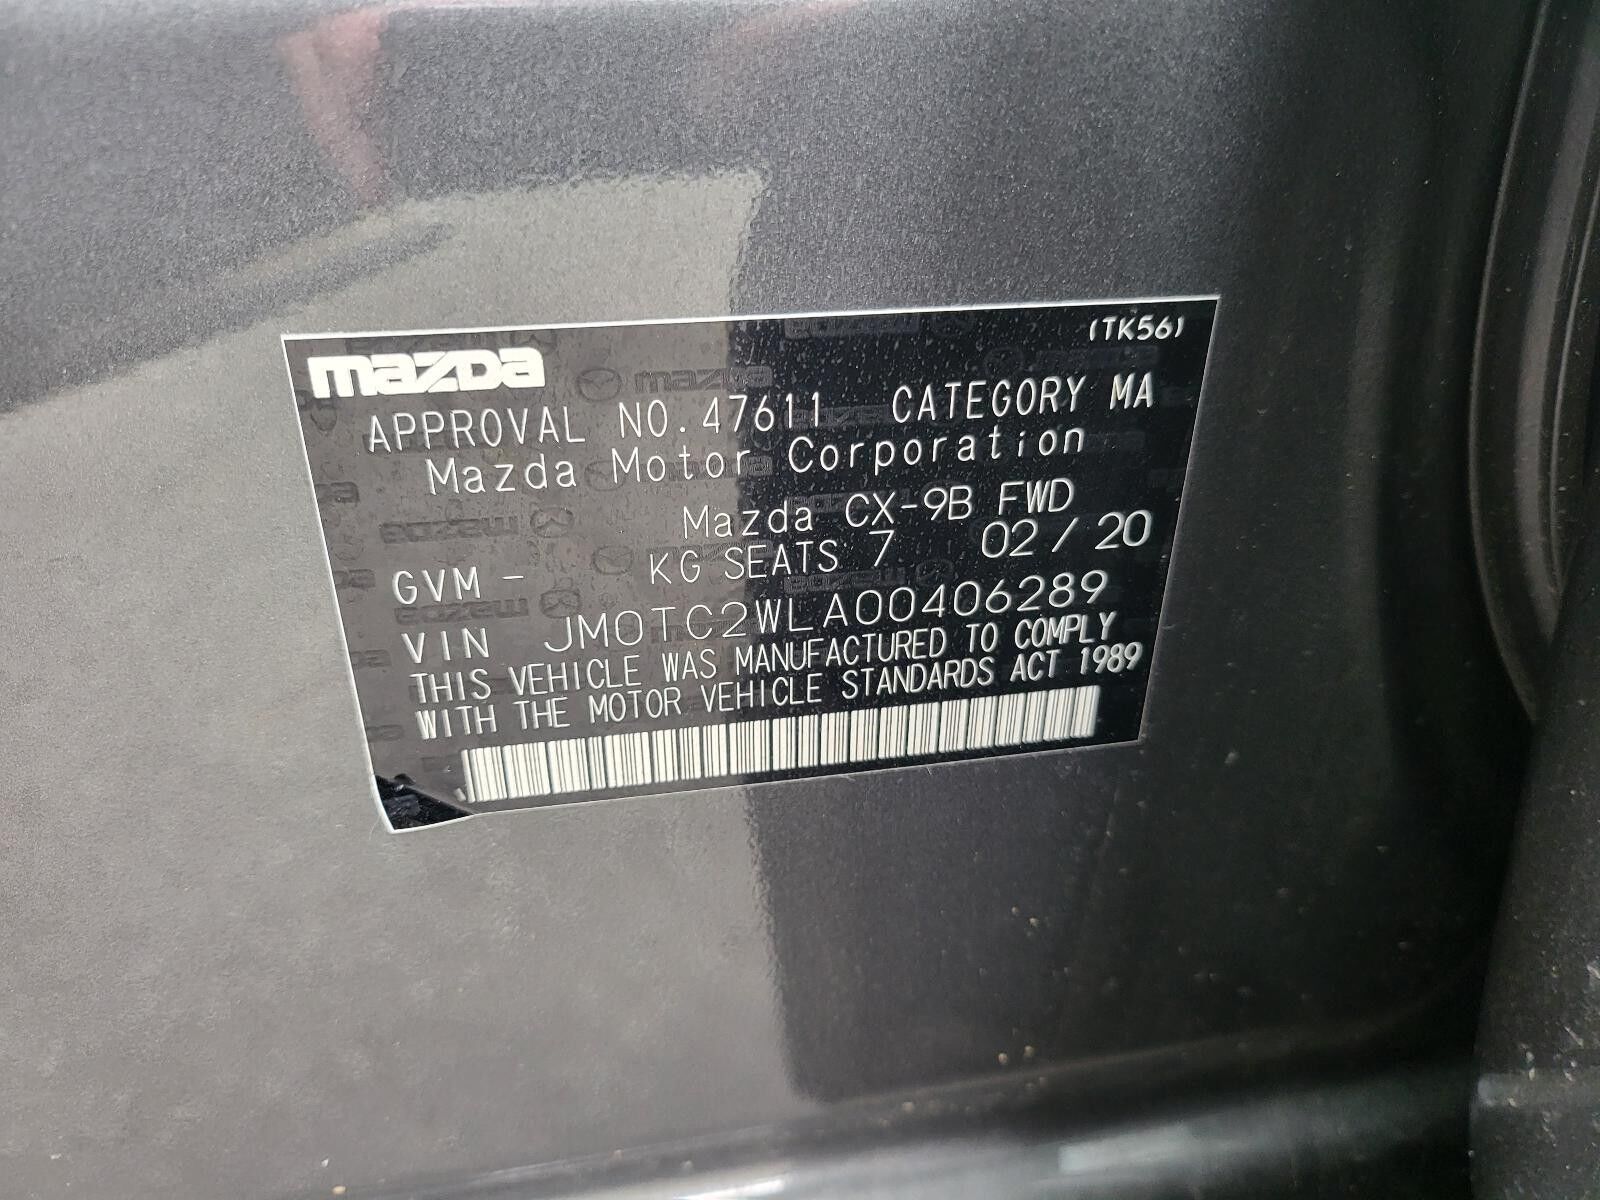 (TK56)
mazda
APPROVAL NO.47611 CATEGORY MA
Mazda Motor Corporation
Mazda CX-9B FWD
GVM - KG SEATS 7 02/20
VIN JM0TC2WLA00406289
THIS VEHICLE WAS MANUFACTURED TO COMPLY
WITH THE MOTOR VEHICLE STANDARDS ACT 1989